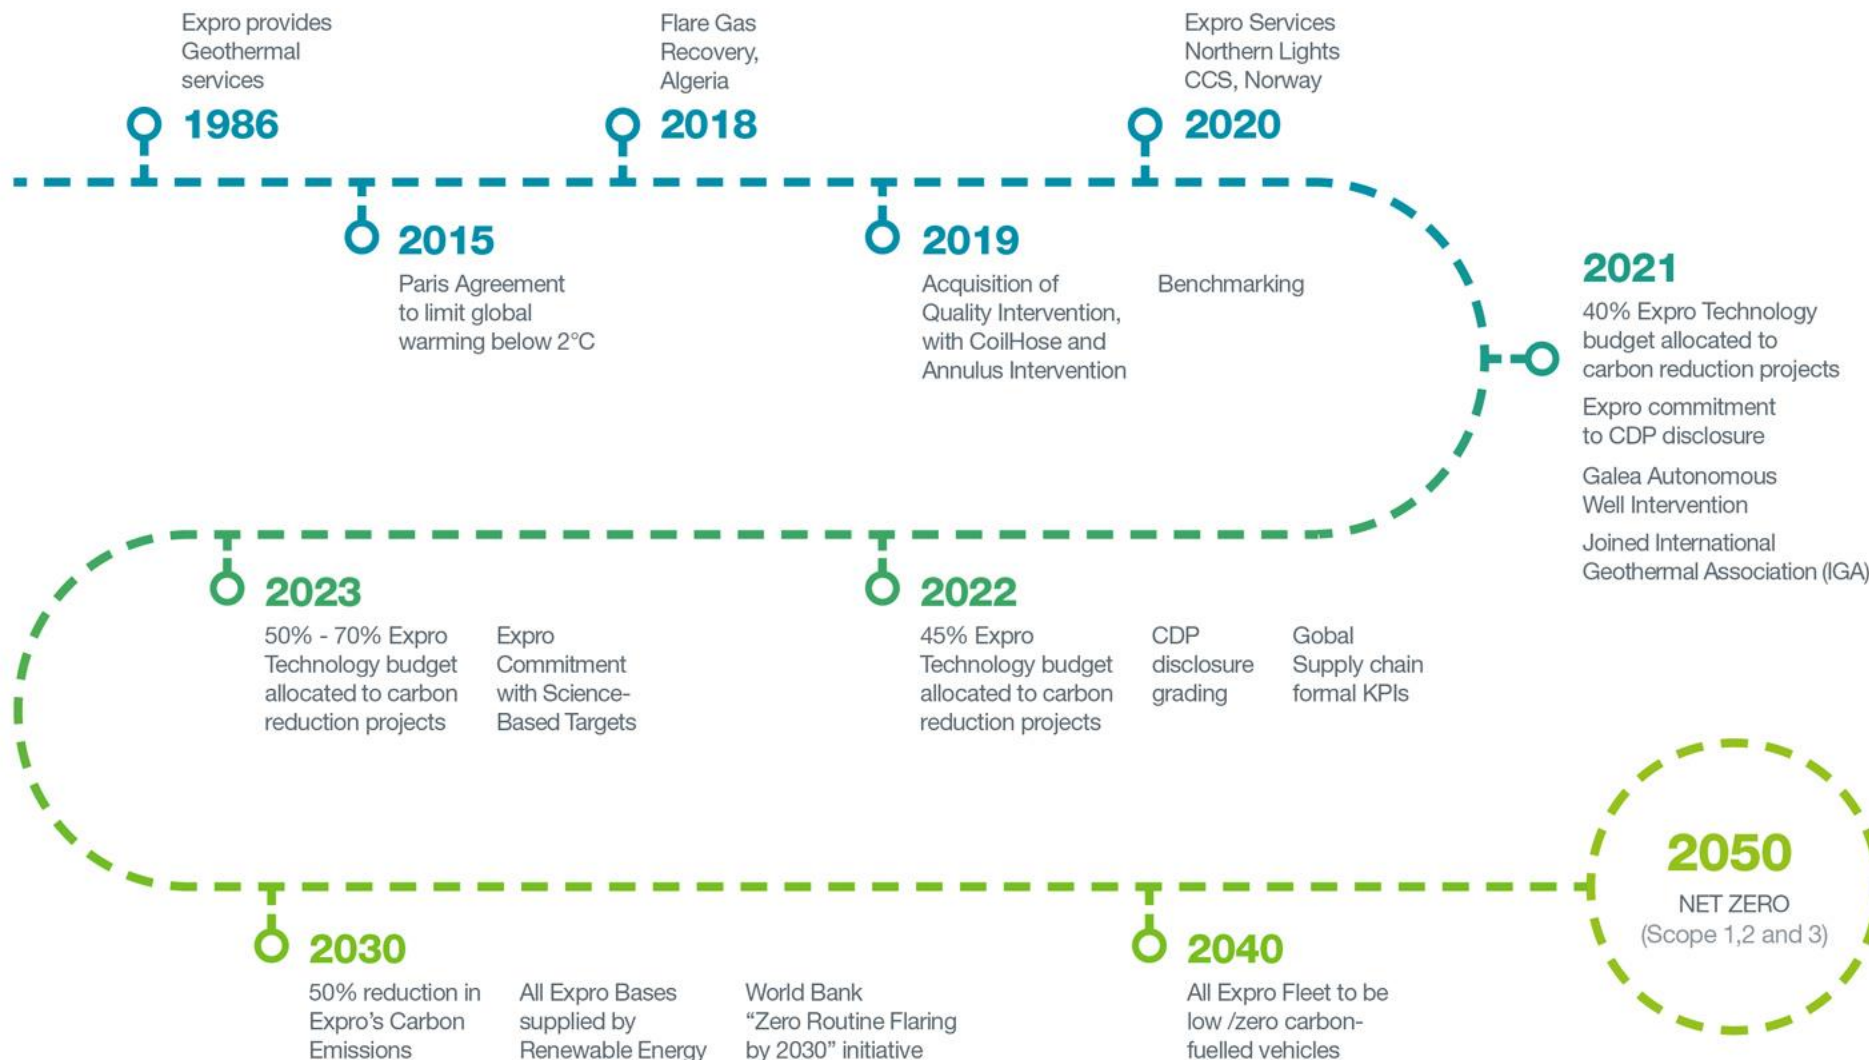 Expro provides
Geothermal
services
1986
Flare Gas
Recovery,
Algeria
2018
Expro Services
Northern Lights
CCS, Norway
2020
2015
Paris Agreement
to limit global
warming below 2°C
2019
Acquisition of
Quality Intervention,
with CoilHose and
Annulus Intervention
Benchmarking
2021
40% Expro Technology
budget allocated to
carbon reduction projects
Expro commitment
to CDP disclosure
Galea Autonomous
Well Intervention
Joined International
Geothermal Association (IGA)
2022
45% Expro
Technology budget
allocated to carbon
reduction projects
CDP
disclosure
grading
Gobal
Supply chain
formal KPIs
2023
50% - 70% Expro
Technology budget
allocated to carbon
reduction projects
Expro
Commitment
with Science-
Based Targets
2030
50% reduction in
Expro’s Carbon
Emissions
All Expro Bases
supplied by
Renewable Energy
World Bank
“Zero Routine Flaring
by 2030” initiative
2040
All Expro Fleet to be
low /zero carbon-
fuelled vehicles
2050
NET ZERO
(Scope 1,2 and 3)